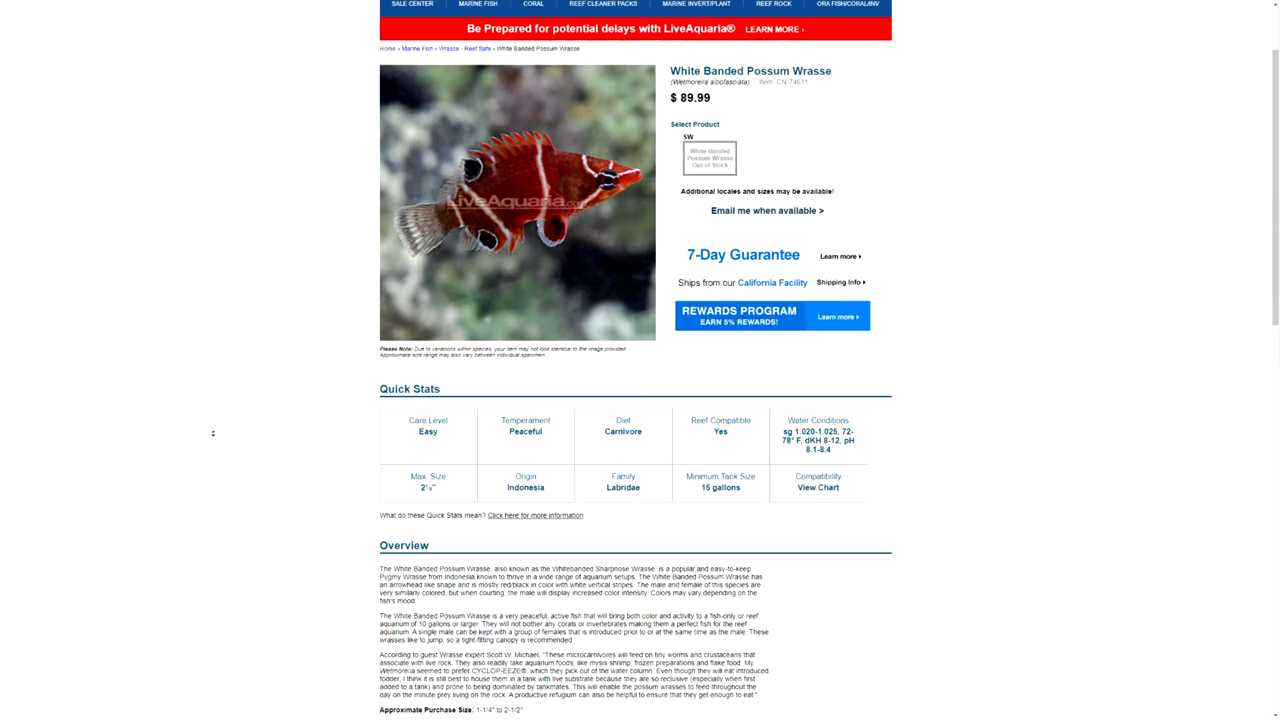 SALE CENTER MARINE FISH CORAL REEF CLEANER PACKS MARINE INVERT/PLANT REEF ROCK ORA FISH/CORAL/INV
Be Prepared for potential delays with LiveAquaria® LEARN MORE ›
Home › Marine Fish › Wrasse - Reef Safe › White Banded Possum Wrasse
LiveAquaria.com
White Banded Possum Wrasse
(Wetmorella albofasciata) Item: CN-74611
$ 89.99
Select Product
SW
White Banded
Possum Wrasse
Out of Stock
Additional locales and sizes may be available!
Email me when available >
7-Day Guarantee Learn more
Ships from our California Facility Shipping Info
REWARDS PROGRAM
EARN 5% REWARDS!
Learn more
Please Note: Due to variations within species, your item may not look identical to the image provided.
Approximate size range may also vary between individual specimen.
Quick Stats
Care Level
Easy
Temperament
Peaceful
Diet
Carnivore
Reef Compatible
Yes
Water Conditions
sg 1.020-1.025, 72-
78° F, dKH 8-12, pH
8.1-8.4
Max. Size
2½"
Origin
Indonesia
Family
Labridae
Minimum Tank Size
15 gallons
Compatibility
View Chart
What do these Quick Stats mean? Click here for more information
Overview
The White Banded Possum Wrasse, also known as the Whitebanded Sharpnose Wrasse, is a popular and easy-to-keep
Pygmy Wrasse from Indonesia known to thrive in a wide range of aquarium setups. The White Banded Possum Wrasse has
an arrowhead like shape and is mostly red/black in color with white vertical stripes. The male and female of this species are
very similarly colored, but when courting, the male will display increased color intensity. Colors may vary depending on the
fish's mood.
The White Banded Possum Wrasse is a very peaceful, active fish that will bring both color and activity to a fish-only or reef
aquarium of 10 gallons or larger. They will not bother any corals or invertebrates making them a perfect fish for the reef
aquarium. A single male can be kept with a group of females that is introduced prior to or at the same time as the male. These
wrasses like to jump, so a tight-fitting canopy is recommended.
According to guest Wrasse expert Scott W. Michael, "These microcarnivores will feed on tiny worms and crustaceans that
associate with live rock. They also readily take aquarium foods, like mysis shrimp, frozen preparations and flake food. My
Wetmorella seemed to prefer CYCLOP-EEZE®, which they pick out of the water column. Even though they will eat introduced
fodder, I think it is still best to house them in a tank with live substrate because they are so reclusive (especially when first
added to a tank) and prone to being dominated by tankmates. This will enable the possum wrasses to feed throughout the
day on the minute prey living on the rock. A productive refugium can also be helpful to ensure that they get enough to eat."
Approximate Purchase Size: 1-1/4" to 2-1/2"